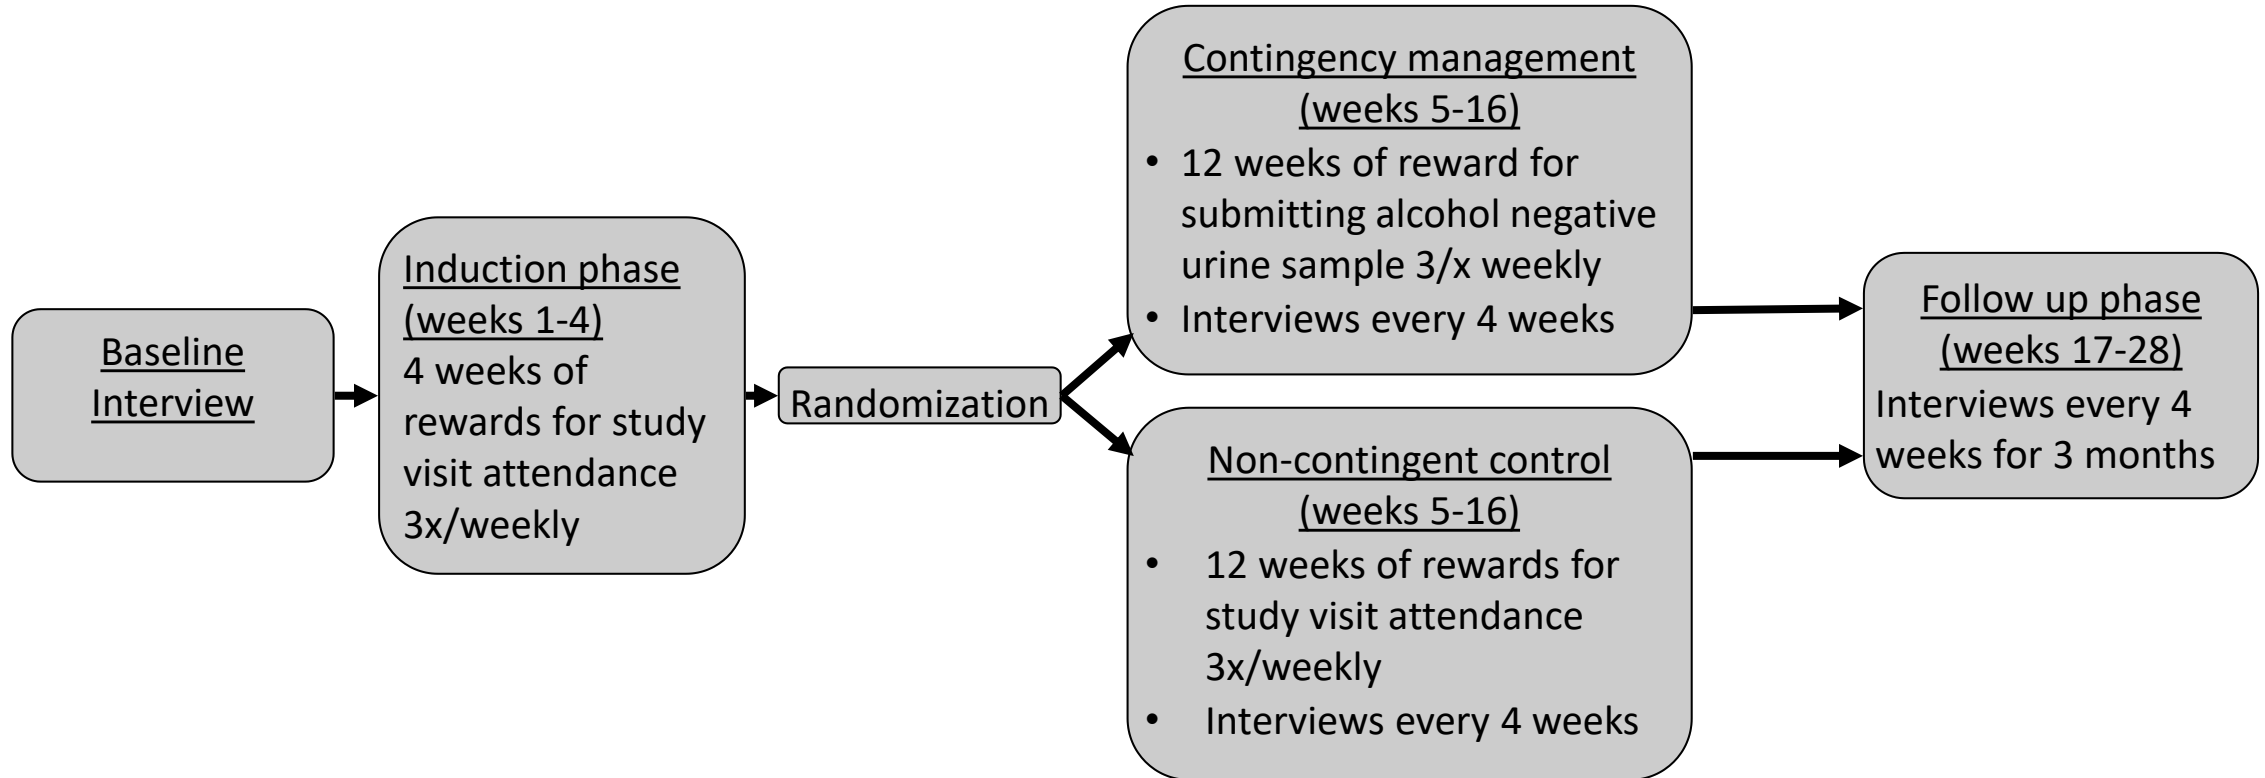 Baseline
Interview
Induction phase
(weeks 1-4)
4 weeks of
rewards for study
visit attendance
3x/weekly
Randomization
Contingency management
(weeks 5-16)
• 12 weeks of reward for
submitting alcohol negative
urine sample 3/x weekly
• Interviews every 4 weeks
Non-contingent control
(weeks 5-16)
• 12 weeks of rewards for
study visit attendance
3x/weekly
• Interviews every 4 weeks
Follow up phase
(weeks 17-28)
Interviews every 4
weeks for 3 months